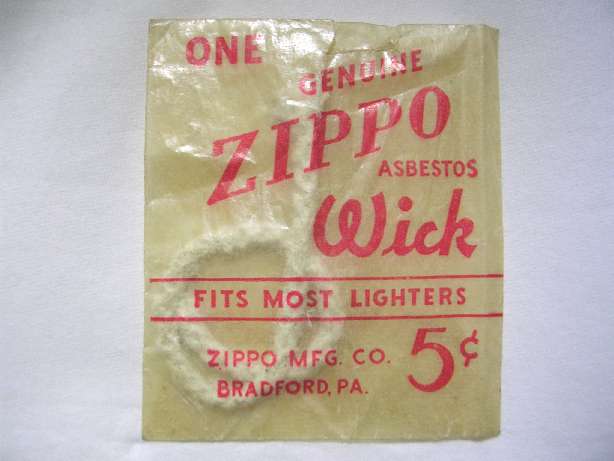 ONE
GENUINE
ZIPPO
ASBESTOS
Wick
FITS MOST LIGHTERS
ZIPPO MFG. CO.
BRADFORD, PA.
5¢